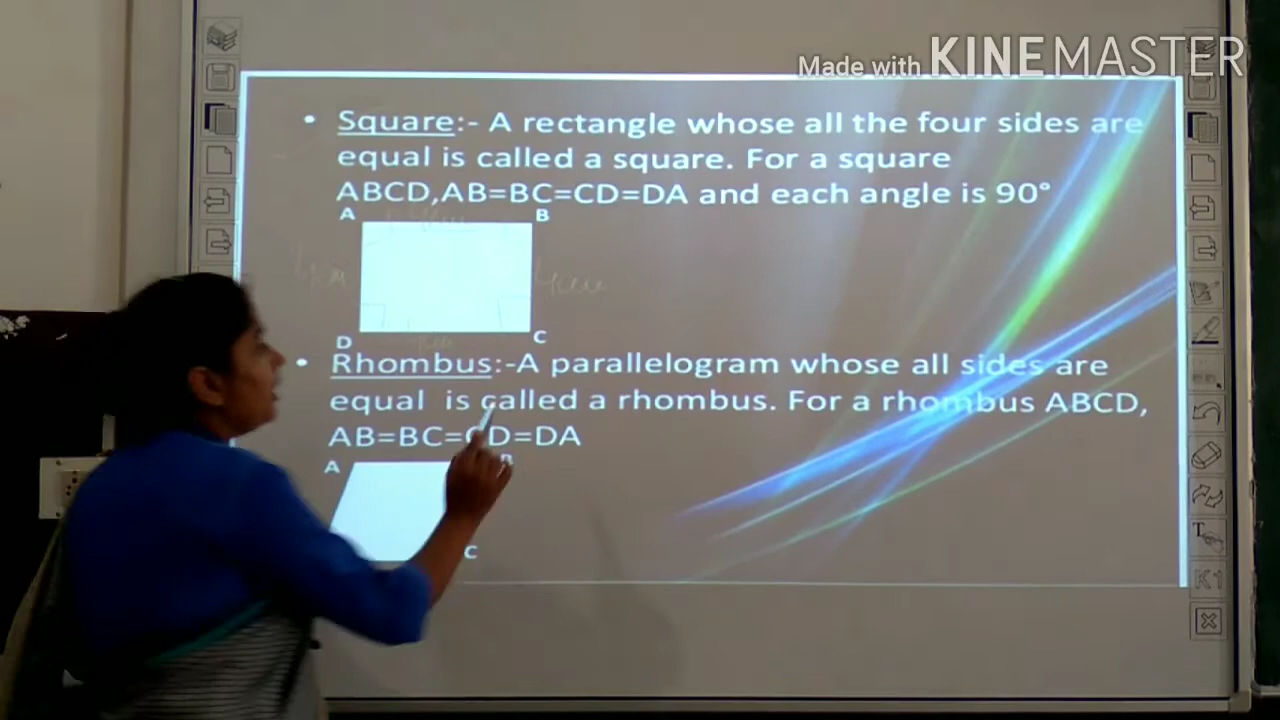 Made with KINEMASTER
• Square:- A rectangle whose all the four sides are
equal is called a square. For a square
ABCD,AB=BC=CD=DA and each angle is 90°
A B
D C
• Rhombus:-A parallelogram whose all sides are
equal is called a rhombus. For a rhombus ABCD,
AB=BC=CD=DA
A B
C
T
K1